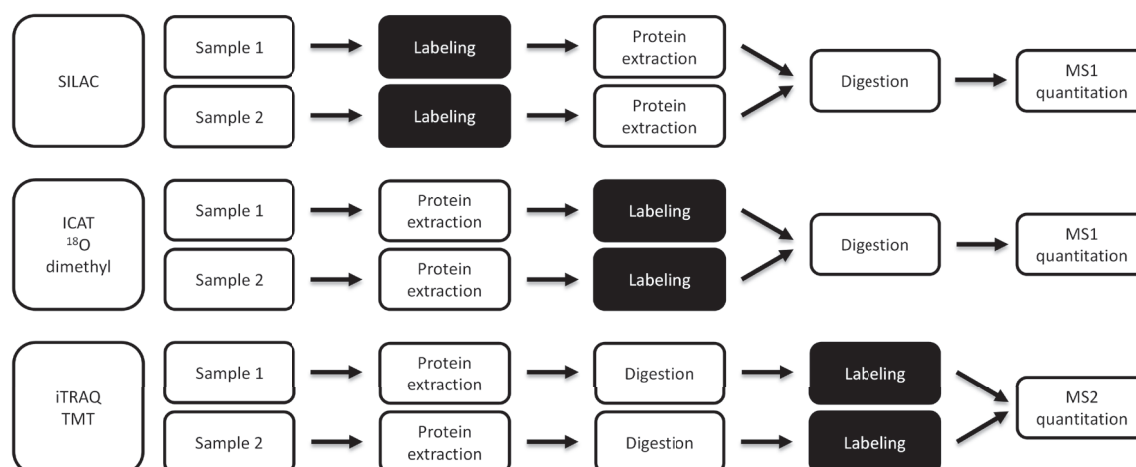 SILAC
Sample 1
Labeling
Protein
extraction
Sample 2
Labeling
Protein
extraction
Digestion
MS1
quantitation
ICAT
18O
dimethyl
Sample 1
Protein
extraction
Labeling
Sample 2
Protein
extraction
Labeling
Digestion
MS1
quantitation
iTRAQ
TMT
Sample 1
Protein
extraction
Digestion
Labeling
Sample 2
Protein
extraction
Digestion
Labeling
MS2
quantitation